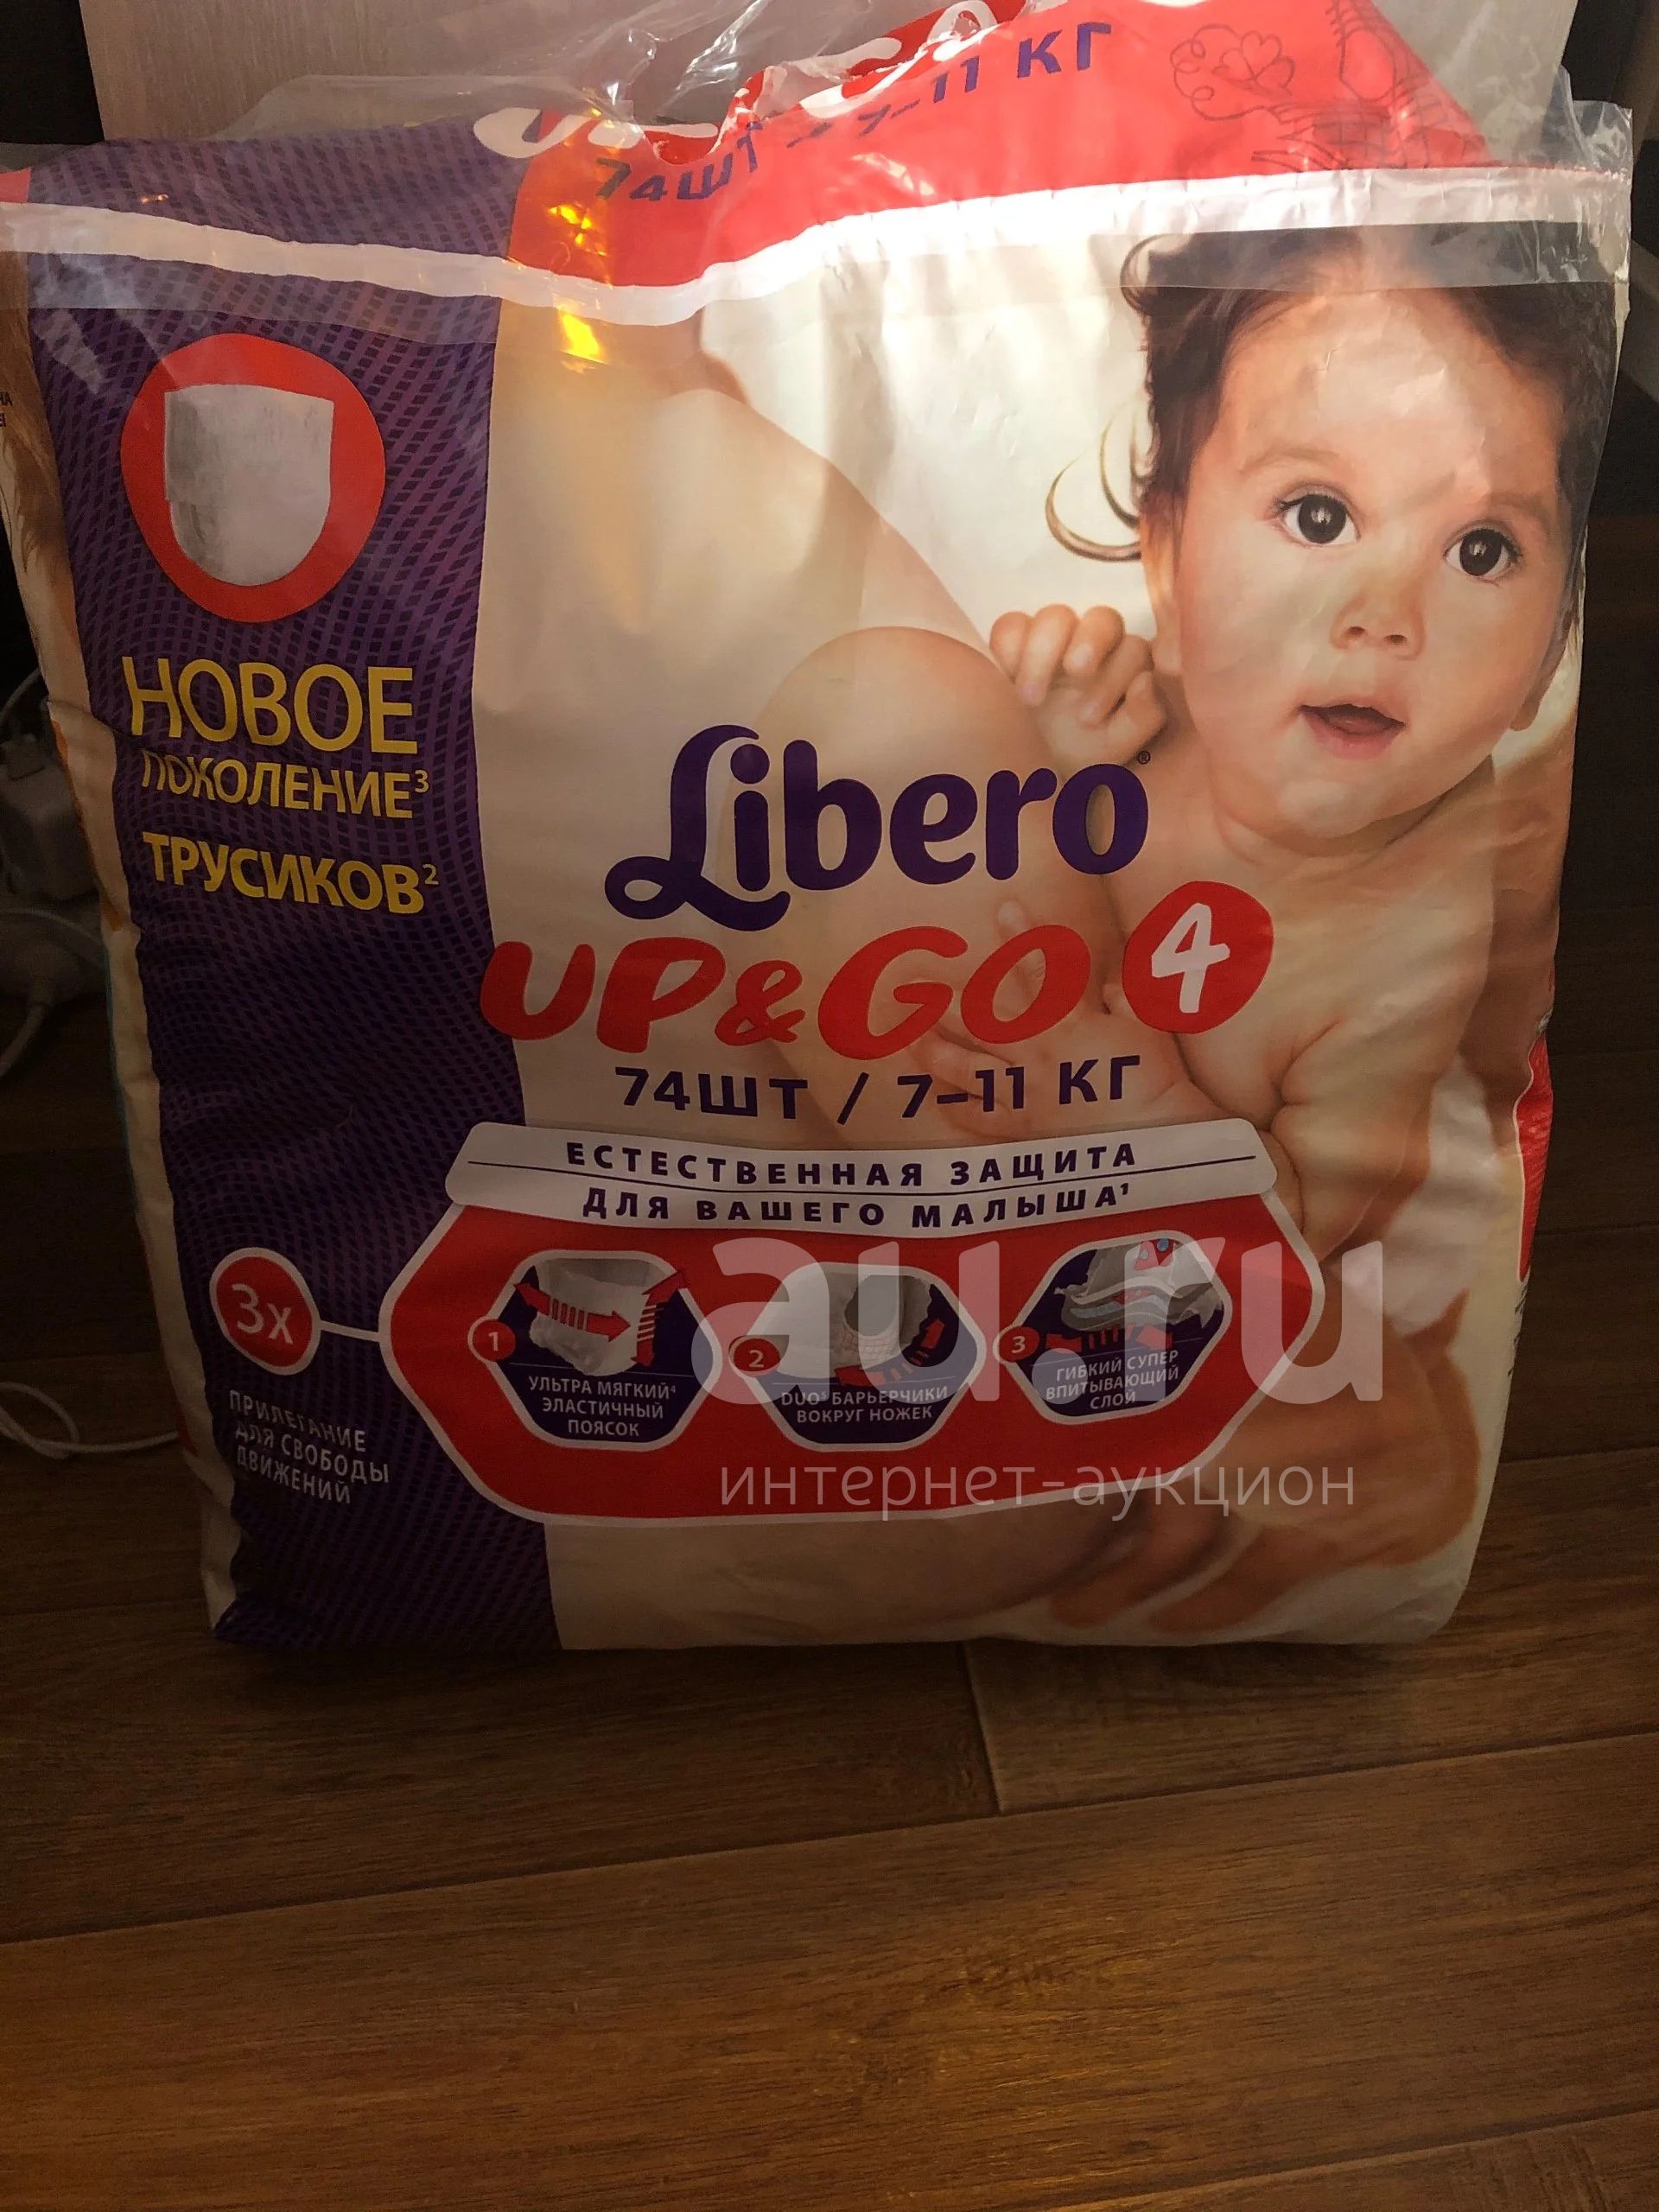 74ШТ / 7–11 КГ
НОВОЕ
ПОКОЛЕНИЕ³
ТРУСИКОВ²
Libero®
UP&GO 4
74ШТ / 7–11 КГ
ЕСТЕСТВЕННАЯ ЗАЩИТА
ДЛЯ ВАШЕГО МАЛЫША¹
3x
ПРИЛЕГАНИЕ
ДЛЯ СВОБОДЫ
ДВИЖЕНИЙ
1
УЛЬТРА МЯГКИЙ⁴
ЭЛАСТИЧНЫЙ
ПОЯСОК
2
DUO⁵ БАРЬЕРЧИКИ
ВОКРУГ НОЖЕК
3
ГИБКИЙ СУПЕР
ВПИТЫВАЮЩИЙ
СЛОЙ
au.ru
интернет-аукцион